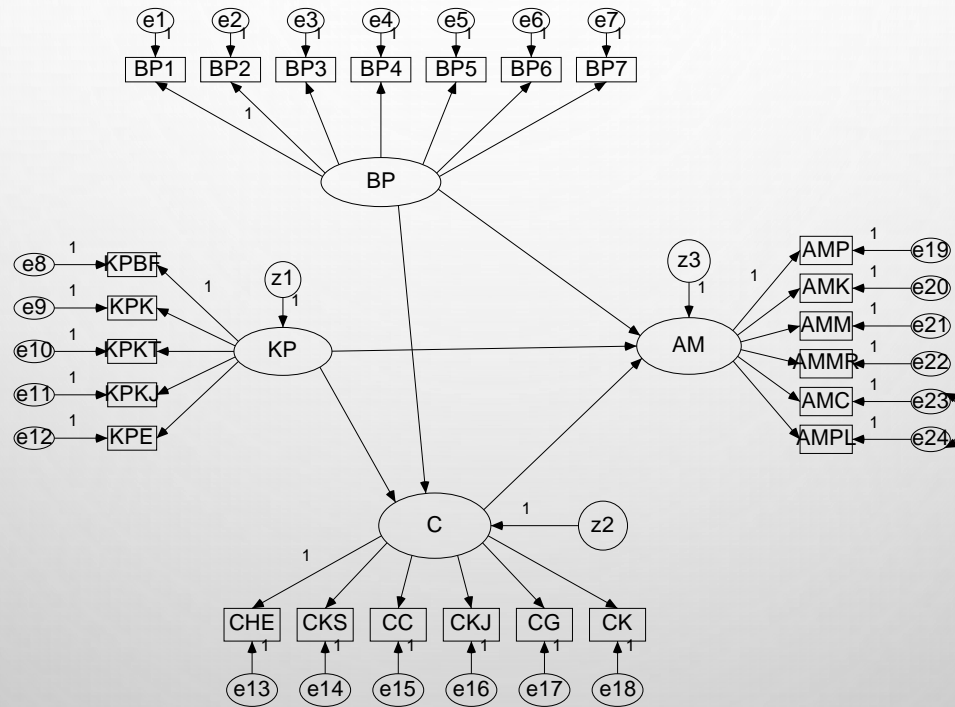 e1 e2 e3 e4 e5 e6 e7
1 1 1 1 1 1 1
BP1 BP2 BP3 BP4 BP5 BP6 BP7
1
BP
e8 1 KPBF
e9 1 KPK
e10 1 KPKT
e11 1 KPKJ
e12 1 KPE
1
z1
1
KP
z3
1
AM
1
AMP 1 e19
AMK 1 e20
AMM 1 e21
AMMP 1 e22
AMC 1 e23
AMPL 1 e24
C 1 z2
1
CHE CKS CC CKJ CG CK
1 1 1 1 1 1
e13 e14 e15 e16 e17 e18